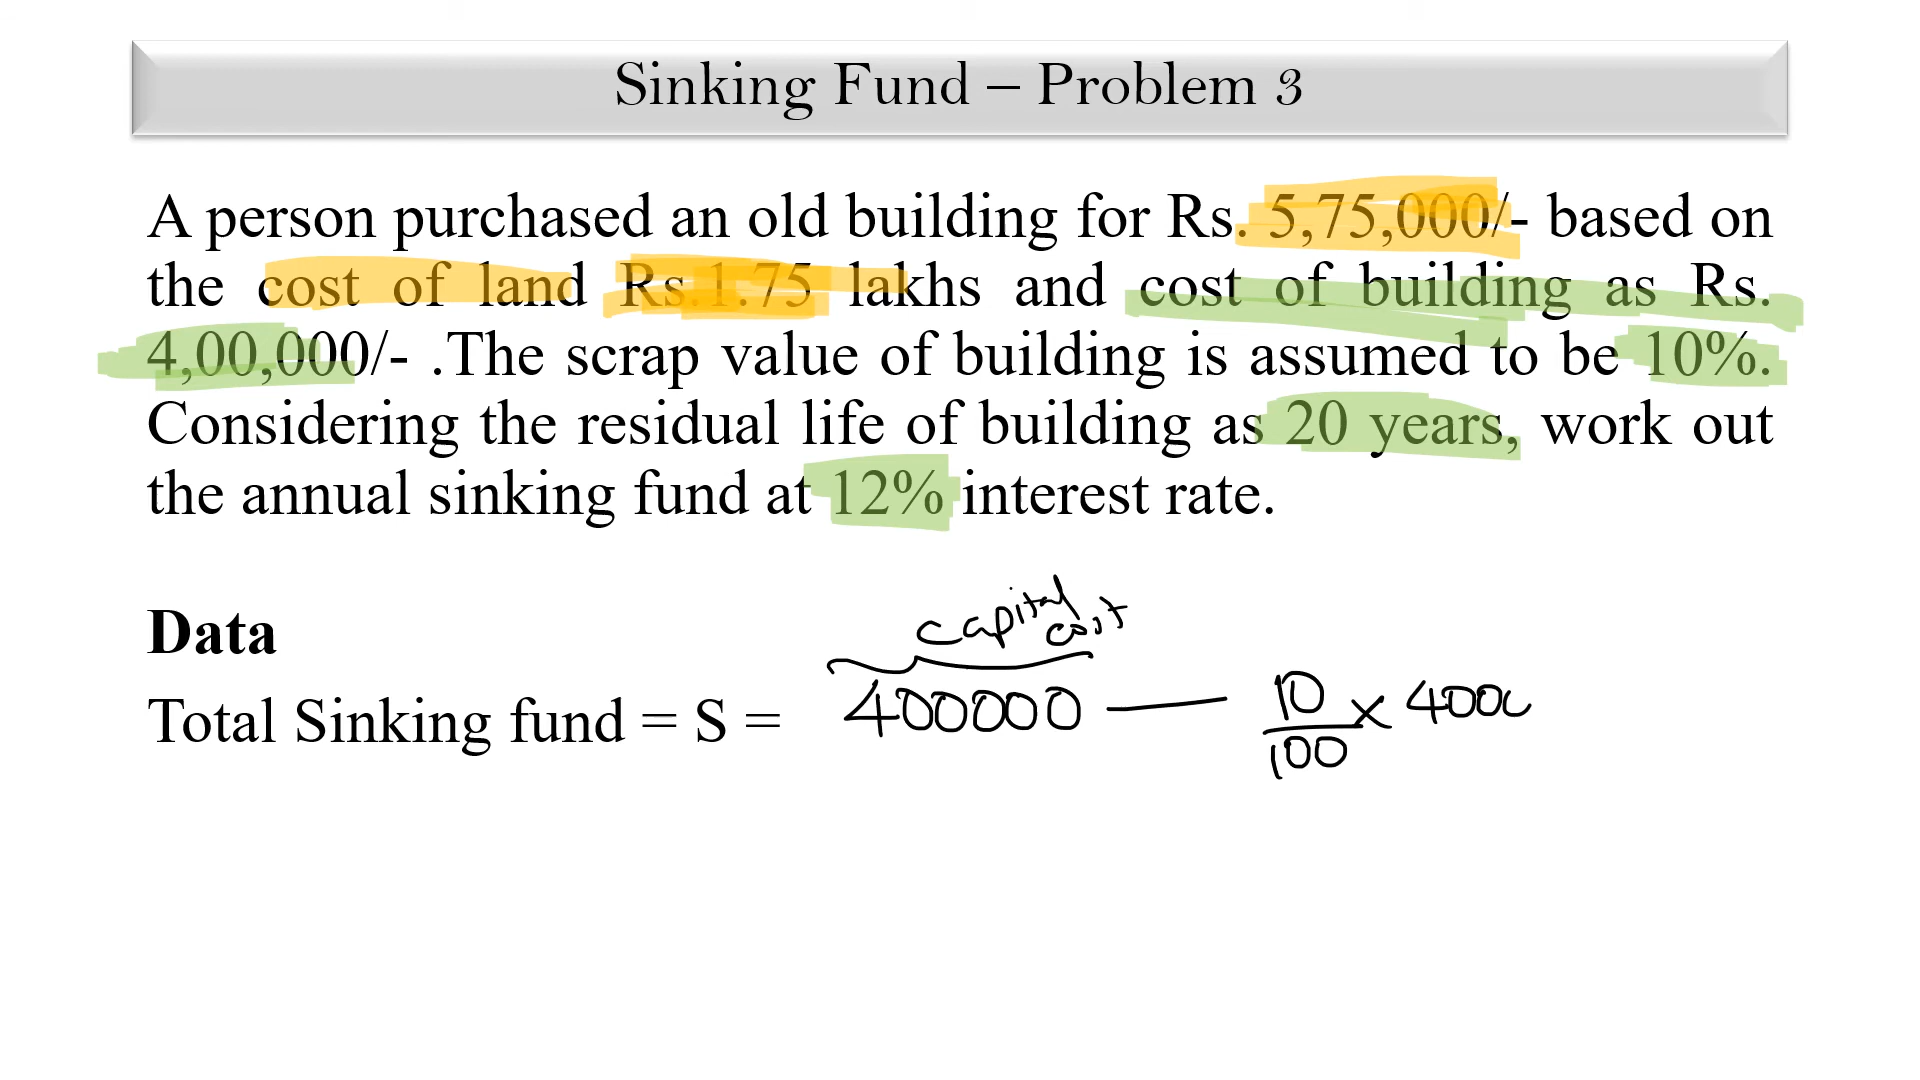 Sinking Fund – Problem 3
A person purchased an old building for Rs. 5,75,000/- based on
the cost of land Rs.1.75 lakhs and cost of building as Rs.
4,00,000/- .The scrap value of building is assumed to be 10%.
Considering the residual life of building as 20 years, work out
the annual sinking fund at 12% interest rate.
Data
capital cost
Total Sinking fund = S = 400000 — 10/100 × 4000